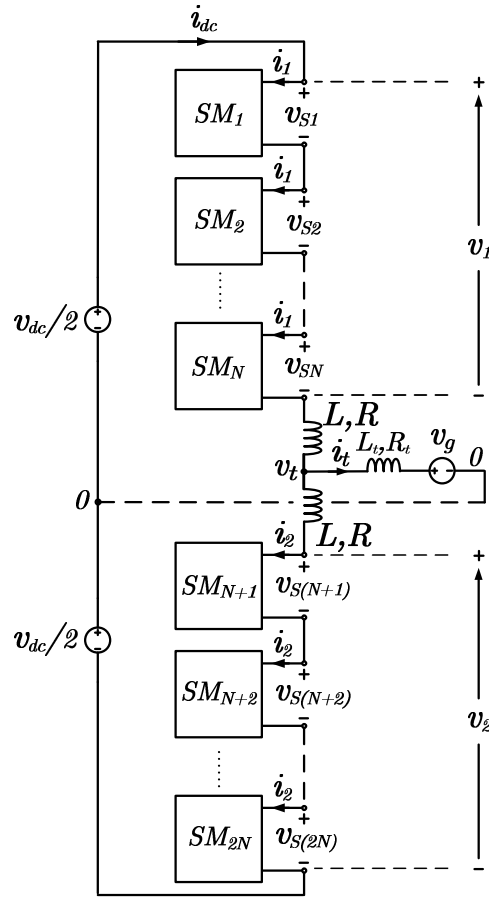 i_dc
i_1
+
SM_1
v_S1
−
i_1
+
SM_2
v_S2
−
+
v_1
−
v_dc/2
+
−
i_1
+
SM_N
v_SN
−
L,R
v_t
i_t
L_t,R_t
v_g
+
−
0
0
L,R
i_2
+
SM_N+1
v_S(N+1)
−
v_dc/2
+
−
i_2
+
SM_N+2
v_S(N+2)
−
+
v_2
−
i_2
+
SM_2N
v_S(2N)
−